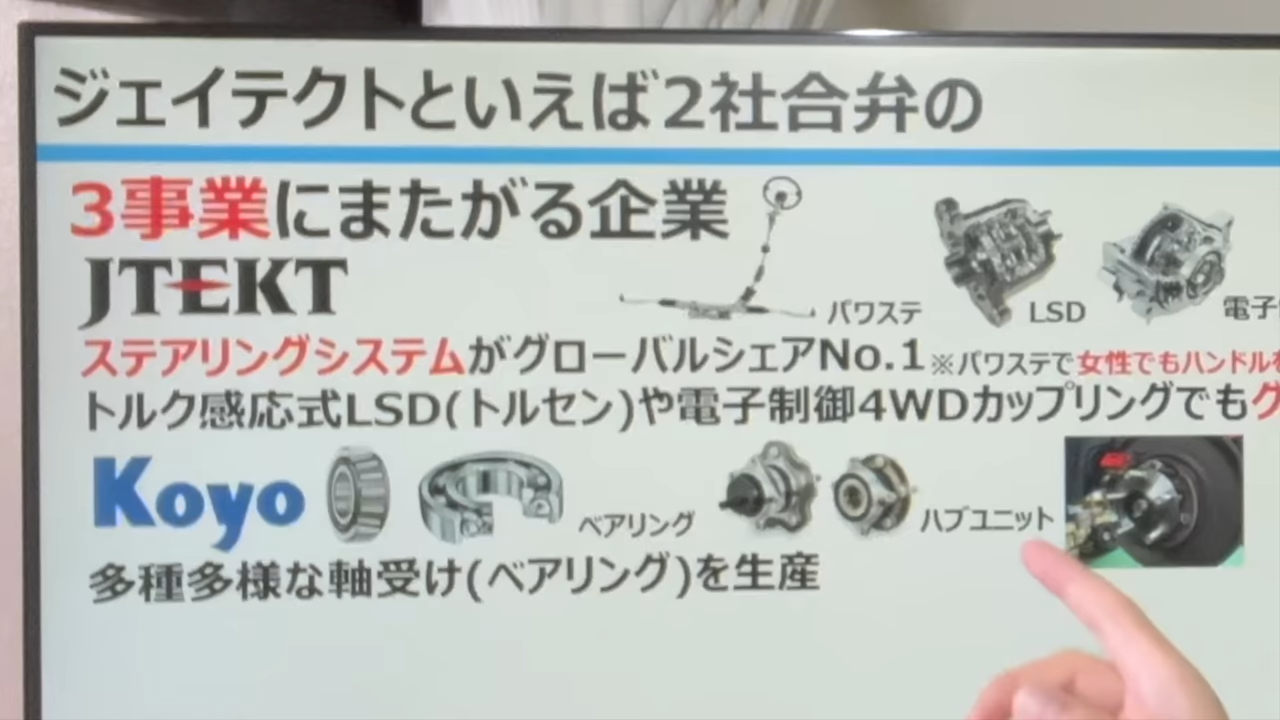 ジェイテクトといえば2社合弁の
3事業にまたがる企業
JTEKT
パワステ
LSD
電子
ステアリングシステムがグローバルシェアNo.1
※パワステで女性でもハンドルを
トルク感応式LSD(トルセン)や電子制御4WDカップリングでもグ
Koyo
ベアリング
ハブユニット
多種多様な軸受け(ベアリング)を生産